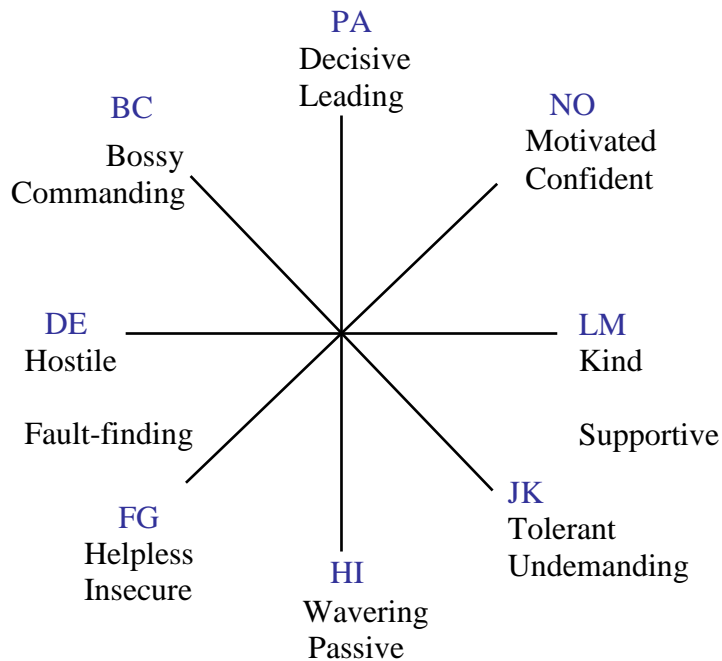 PA
Decisive
Leading
BC
Bossy
Commanding
NO
Motivated
Confident
DE
Hostile
Fault-finding
LM
Kind
Supportive
FG
Helpless
Insecure
HI
Wavering
Passive
JK
Tolerant
Undemanding